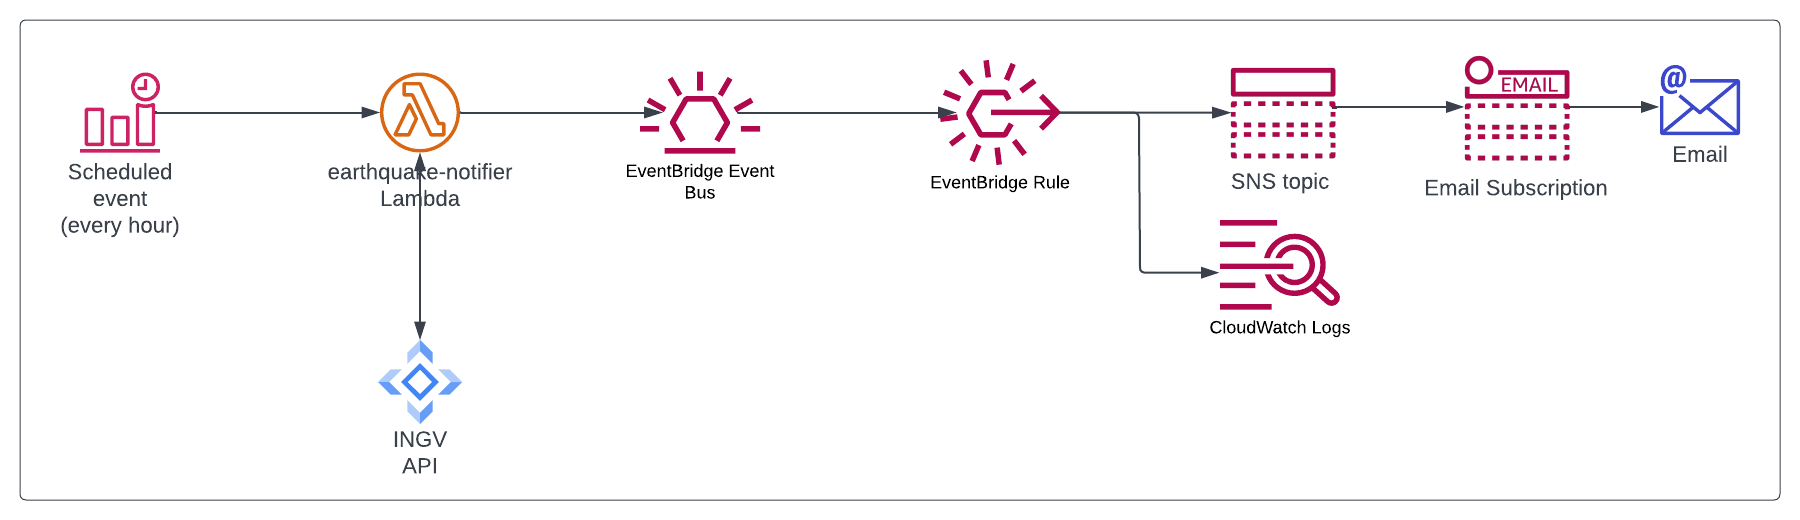 Scheduled
event
(every hour)
earthquake-notifier
Lambda
INGV
API
EventBridge Event
Bus
EventBridge Rule
SNS topic
CloudWatch Logs
EMAIL
Email Subscription
@
Email